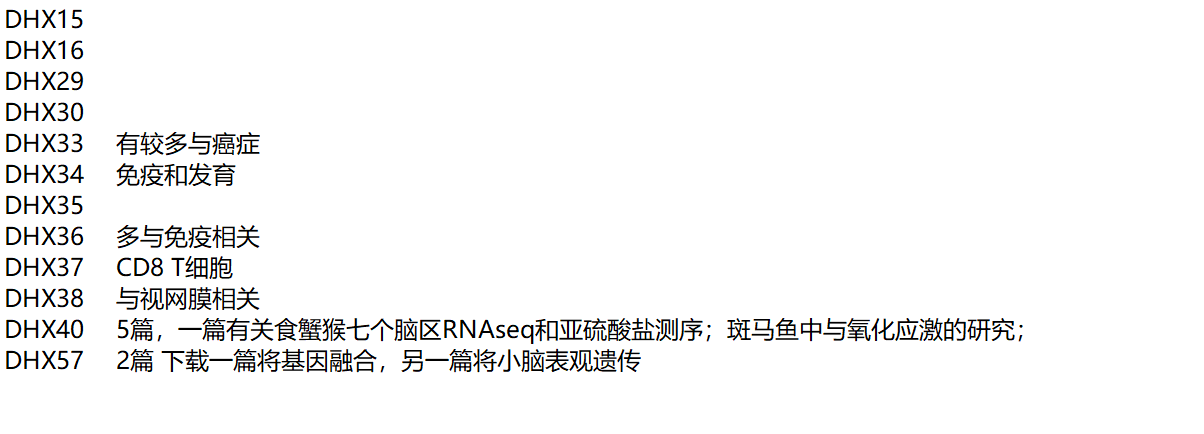 DHX15
DHX16
DHX29
DHX30
DHX33 有较多与癌症
DHX34 免疫和发育
DHX35
DHX36 多与免疫相关
DHX37 CD8 T细胞
DHX38 与视网膜相关
DHX40 5篇，一篇有关食蟹猴七个脑区RNAseq和亚硫酸盐测序；斑马鱼中与氧化应激的研究；
DHX57 2篇 下载一篇将基因融合，另一篇将小脑表观遗传